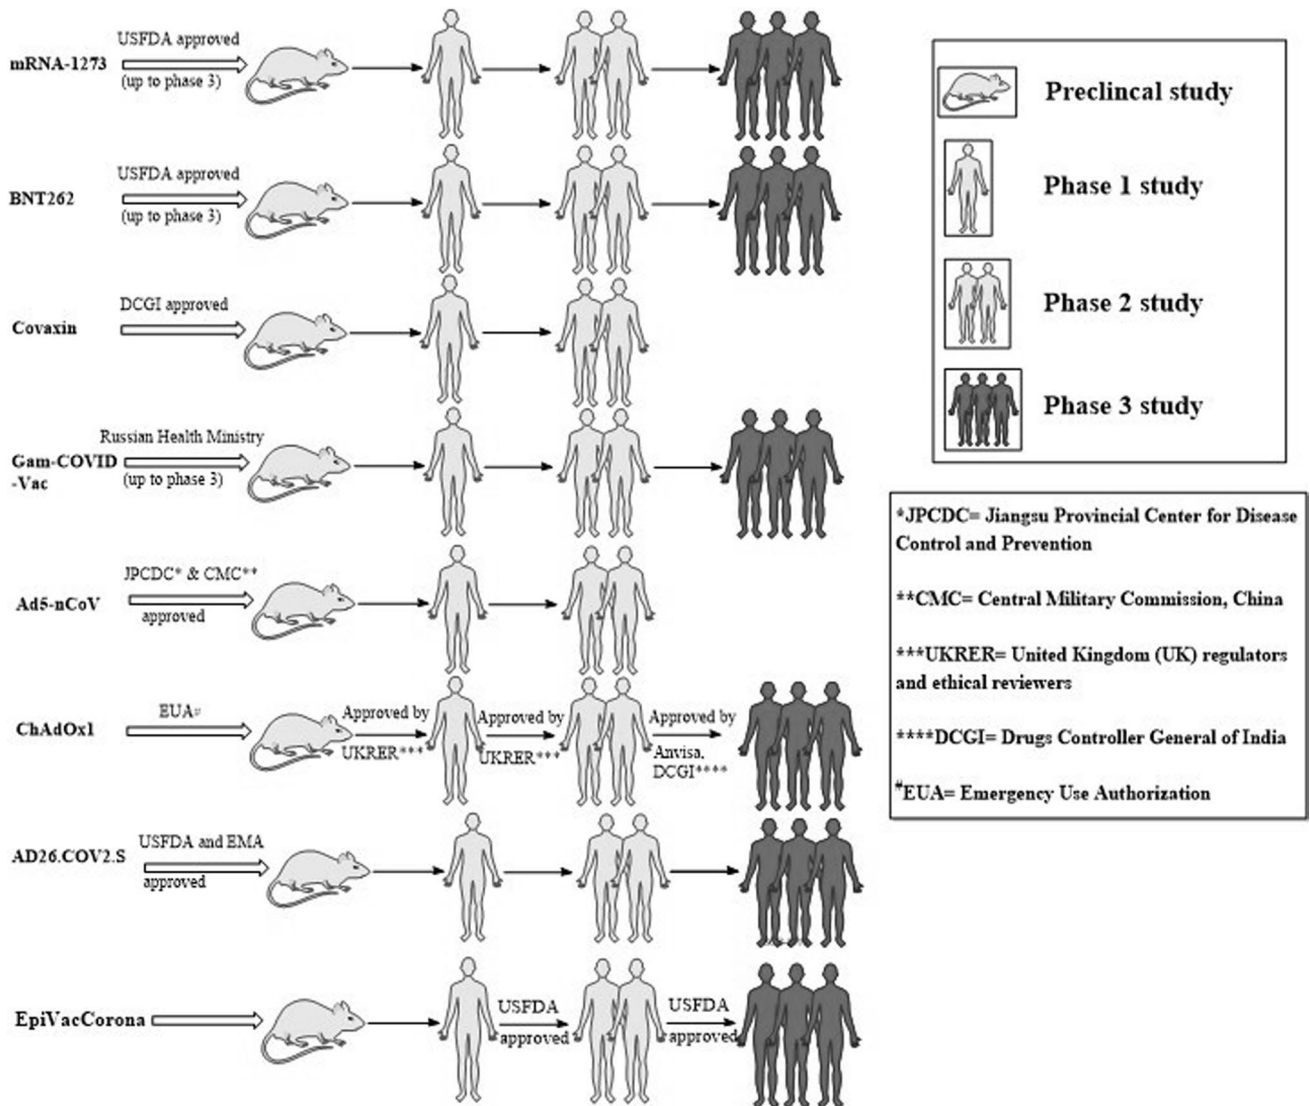 USFDA approved
mRNA-1273
(up to phase 3)
USFDA approved
BNT262
(up to phase 3)
DCGI approved
Covaxin
Russian Health Ministry
Gam-COVID
-Vac
(up to phase 3)
JPCDC* & CMC**
Ad5-nCoV
approved
EUA#
ChAdOx1
Approved by
UKRER***
Approved by
UKRER***
Approved by
Anvisa,
DCGI****
USFDA and EMA
AD26.COV2.S
approved
EpiVacCorona
USFDA
approved
USFDA
approved
Preclincal study
Phase 1 study
Phase 2 study
Phase 3 study
*JPCDC= Jiangsu Provincial Center for Disease
Control and Prevention
**CMC= Central Military Commission, China
***UKRER= United Kingdom (UK) regulators
and ethical reviewers
****DCGI= Drugs Controller General of India
#EUA= Emergency Use Authorization